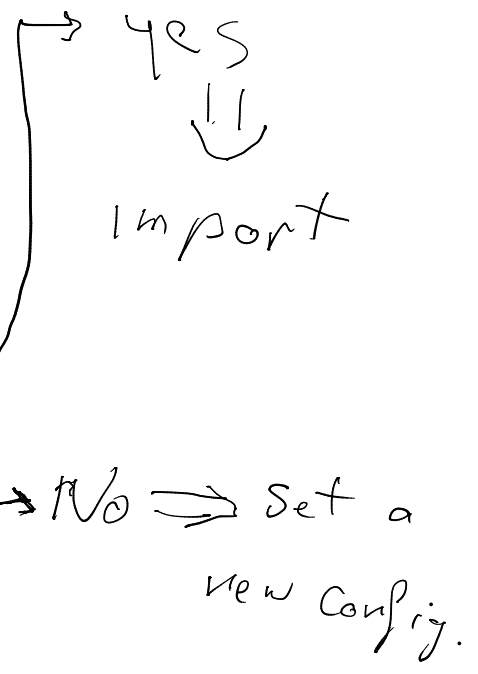 yes
import
No => Set a
new config.